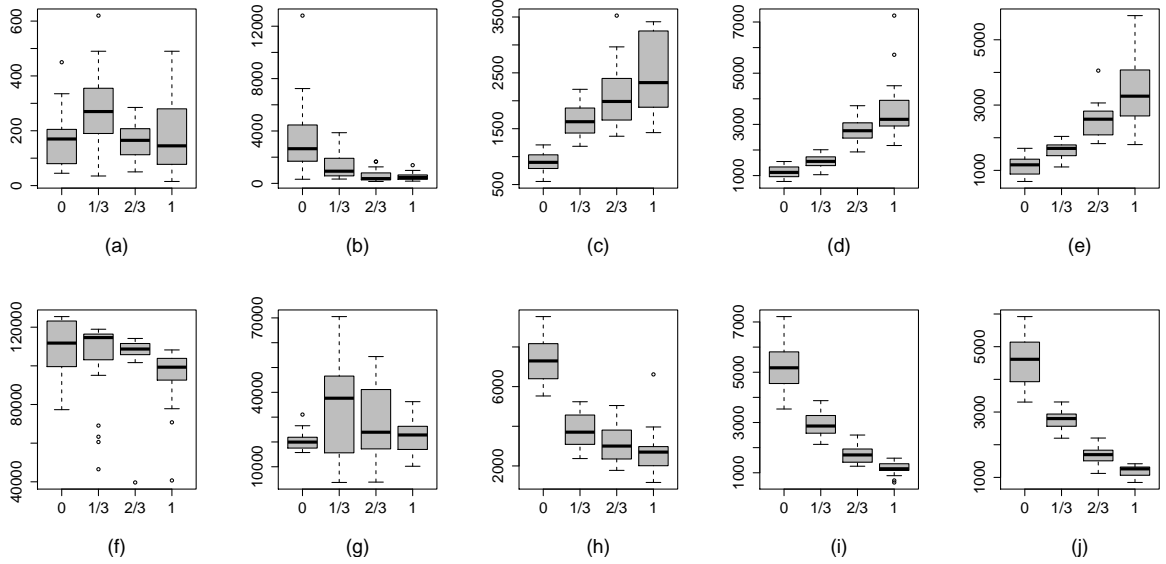 0 200 400 600
0 1/3 2/3 1
(a)
0 4000 8000 12000
0 1/3 2/3 1
(b)
500 1500 2500 3500
0 1/3 2/3 1
(c)
1000 3000 5000 7000
0 1/3 2/3 1
(d)
1000 3000 5000
0 1/3 2/3 1
(e)
40000 80000 120000
0 1/3 2/3 1
(f)
10000 30000 50000 70000
0 1/3 2/3 1
(g)
2000 4000 6000 8000
0 1/3 2/3 1
(h)
1000 3000 5000 7000
0 1/3 2/3 1
(i)
1000 3000 5000
0 1/3 2/3 1
(j)